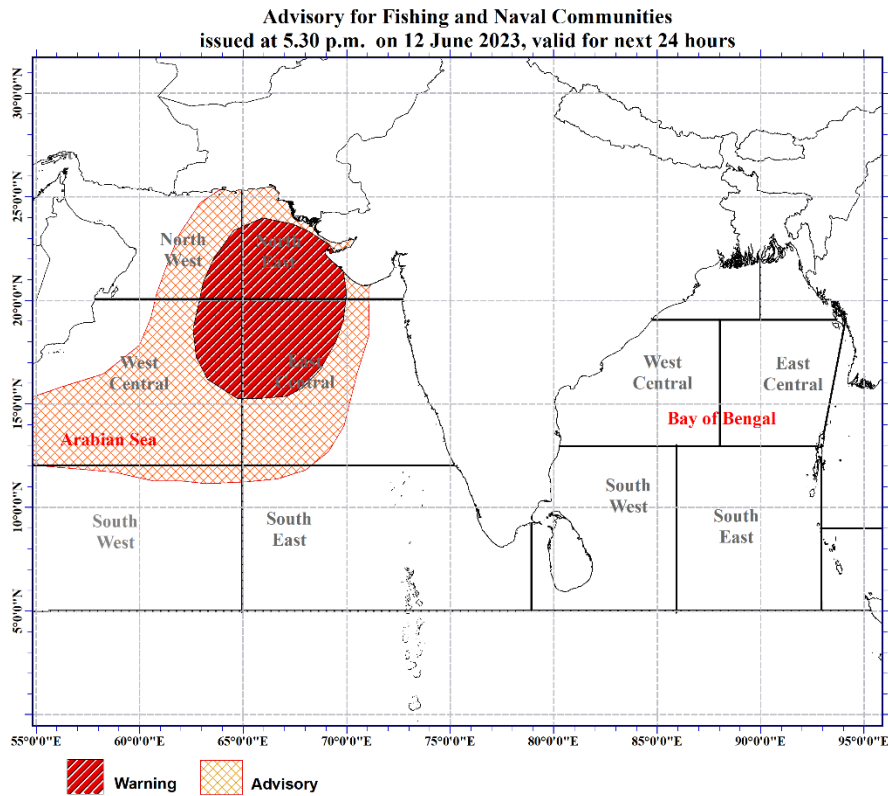 Advisory for Fishing and Naval Communities
issued at 5.30 p.m. on 12 June 2023, valid for next 24 hours
30°0'0"N
25°0'0"N
20°0'0"N
15°0'0"N
10°0'0"N
5°0'0"N
North
West
North
East
West
Central
East
Central
Arabian Sea
South
West
South
East
West
Central
East
Central
Bay of Bengal
South
West
South
East
55°0'0"E
60°0'0"E
65°0'0"E
70°0'0"E
75°0'0"E
80°0'0"E
85°0'0"E
90°0'0"E
95°0'0"E
Warning
Advisory